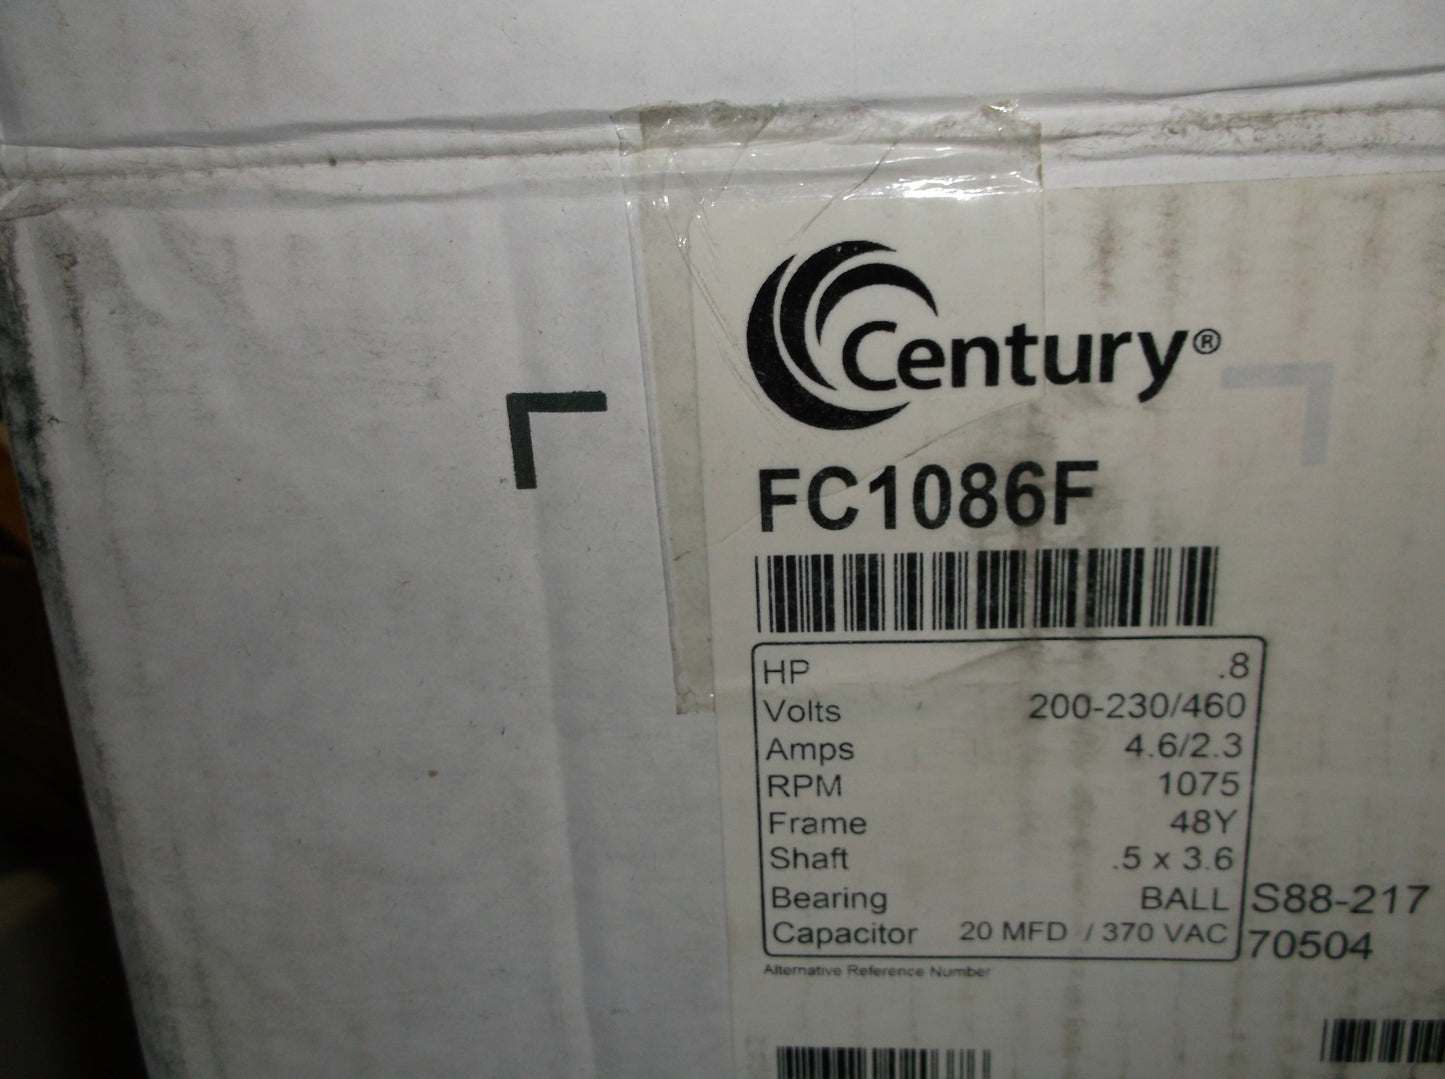 Century®
FC1086F
HP .8
Volts 200-230/460
Amps 4.6/2.3
RPM 1075
Frame 48Y
Shaft .5 x 3.6
Bearing BALL S88-217
Capacitor 20 MFD / 370 VAC 70504
Alternative Reference Number